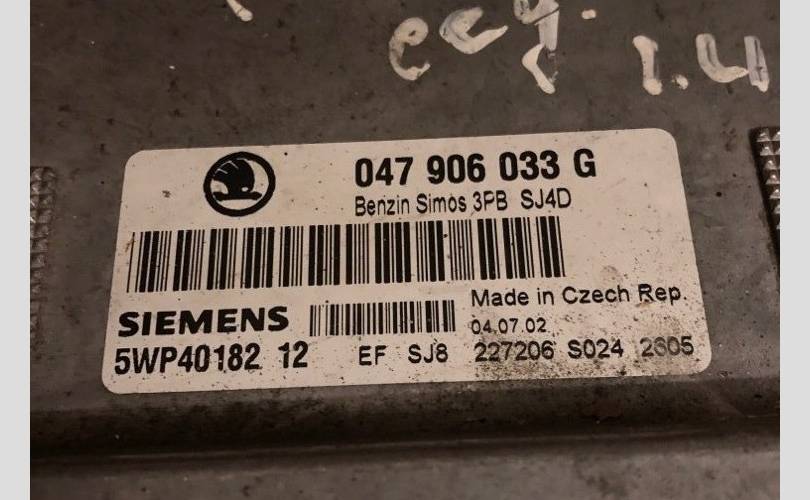 1.4
047 906 033 G
Benzin Simos 3PB SJ4D
Made in Czech Rep.
SIEMENS
04.07.02
5WP40182 12 EF SJ8 227206 S024 2605